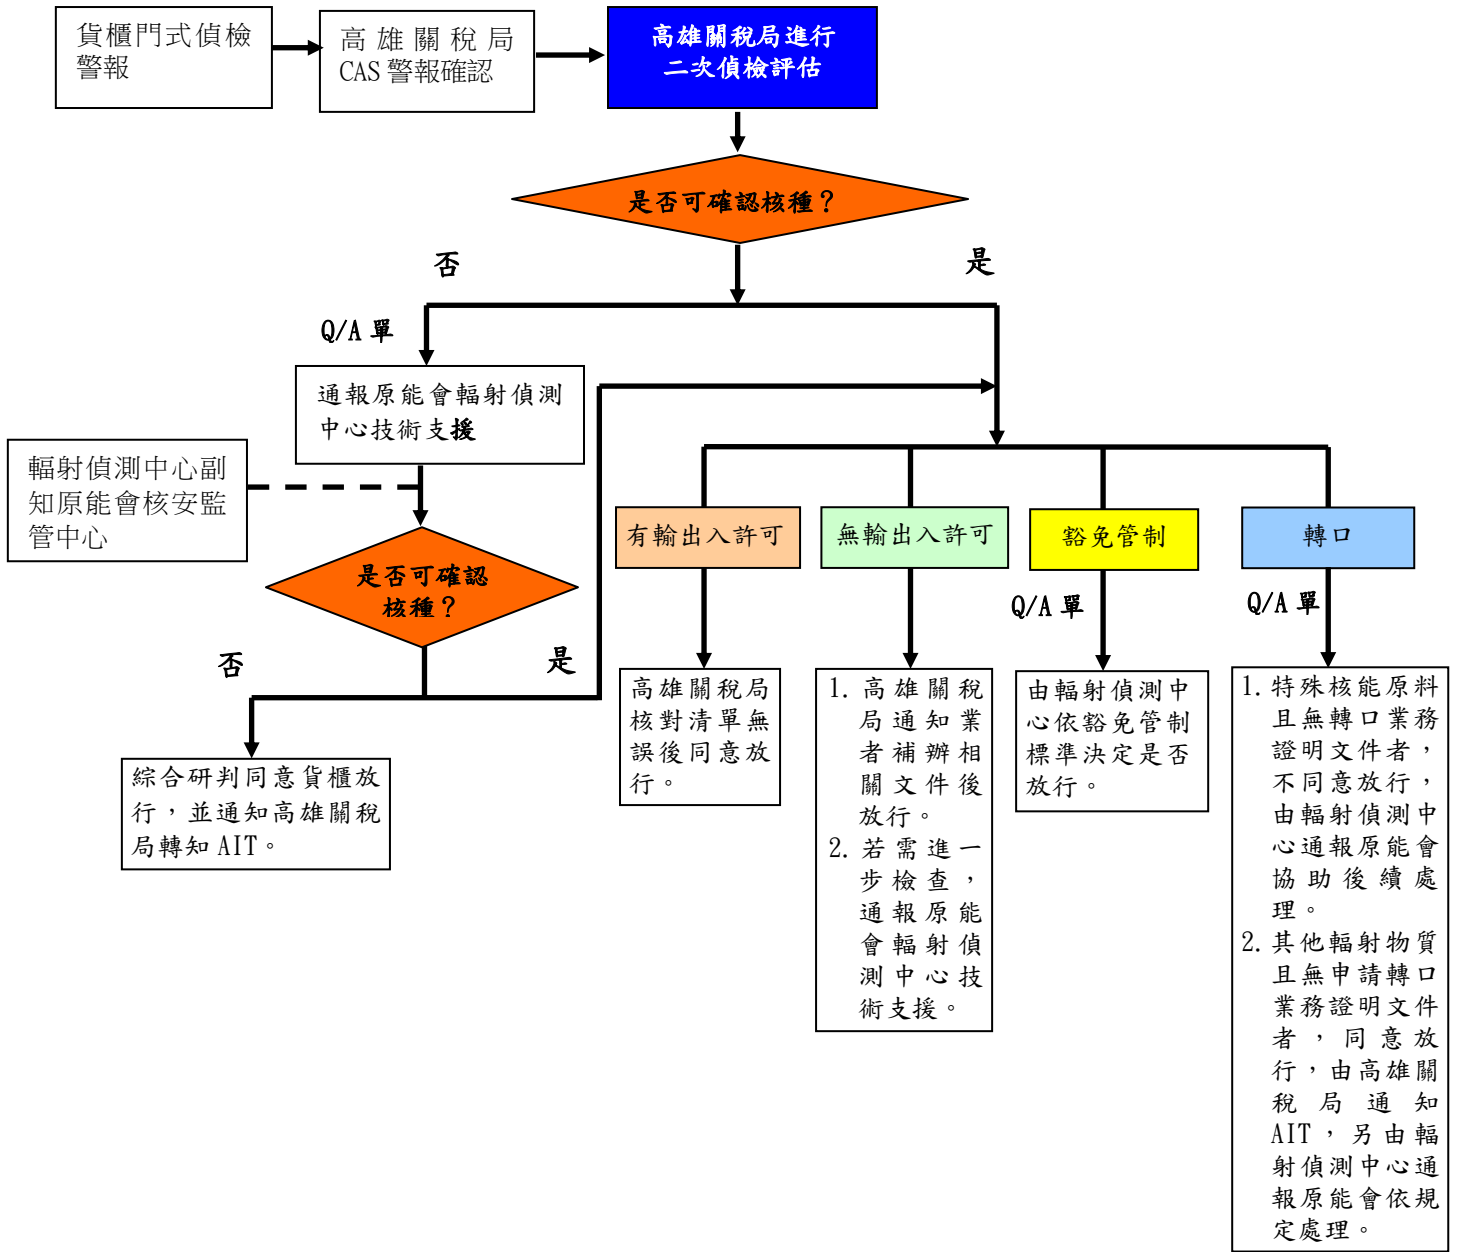 貨櫃門式偵檢
警報
高雄關稅局
CAS 警報確認
高雄關稅局進行
二次偵檢評估
是否可確認核種？
否
是
Q/A 單
通報原能會輻射偵測
中心技術支援
輻射偵測中心副
知原能會核安監
管中心
是否可確認
核種？
否
是
綜合研判同意貨櫃放
行，並通知高雄關稅
局轉知 AIT。
有輸出入許可
無輸出入許可
豁免管制
轉口
Q/A 單
Q/A 單
高雄關稅局
核對清單無
誤後同意放
行。
1. 高雄關稅
局通知業
者補辦相
關文件後
放行。
2. 若需進一
步檢查，
通報原能
會輻射偵
測中心技
術支援。
由輻射偵測中
心依豁免管制
標準決定是否
放行。
1. 特殊核能原料
且無轉口業務
證明文件者，
不同意放行，
由輻射偵測中
心通報原能會
協助後續處
理。
2. 其他輻射物質
且無申請轉口
業務證明文件
者，同意放
行，由高雄關
稅局通知
AIT，另由輻
射偵測中心通
報原能會依規
定處理。